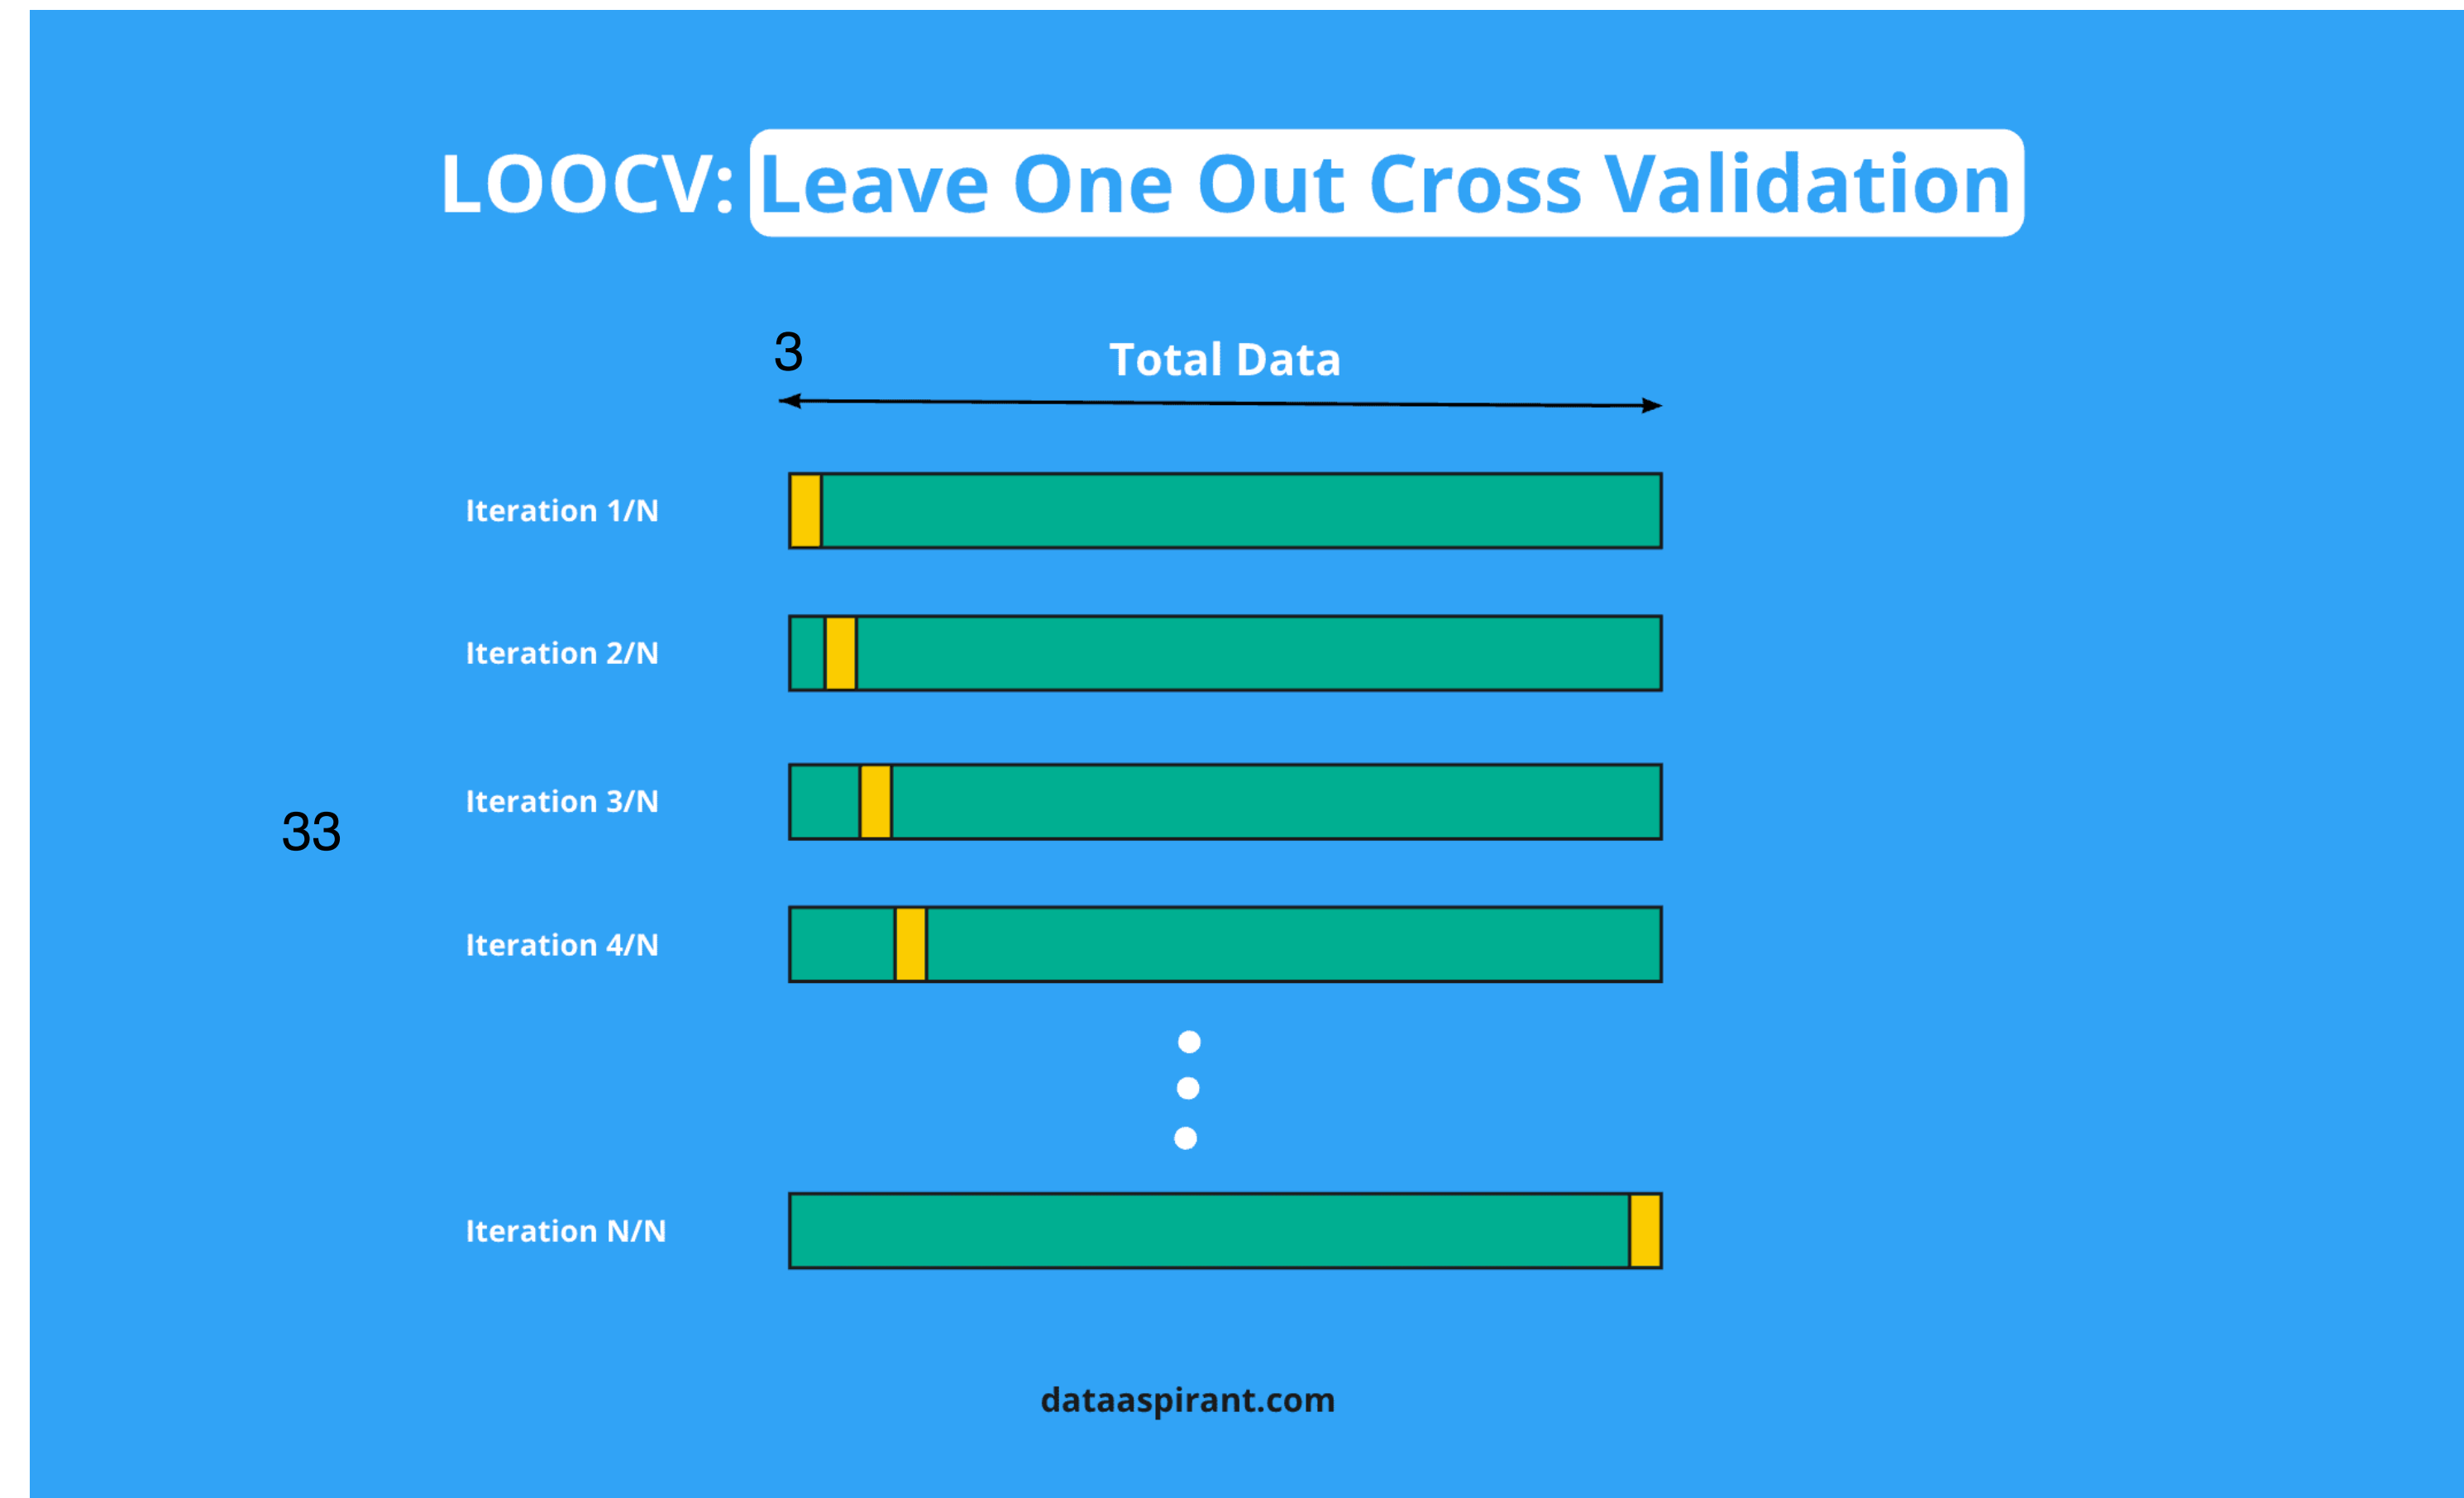 LOOCV: Leave One Out Cross Validation
3
Total Data
Iteration 1/N
Iteration 2/N
Iteration 3/N
33
Iteration 4/N
Iteration N/N
dataaspirant.com